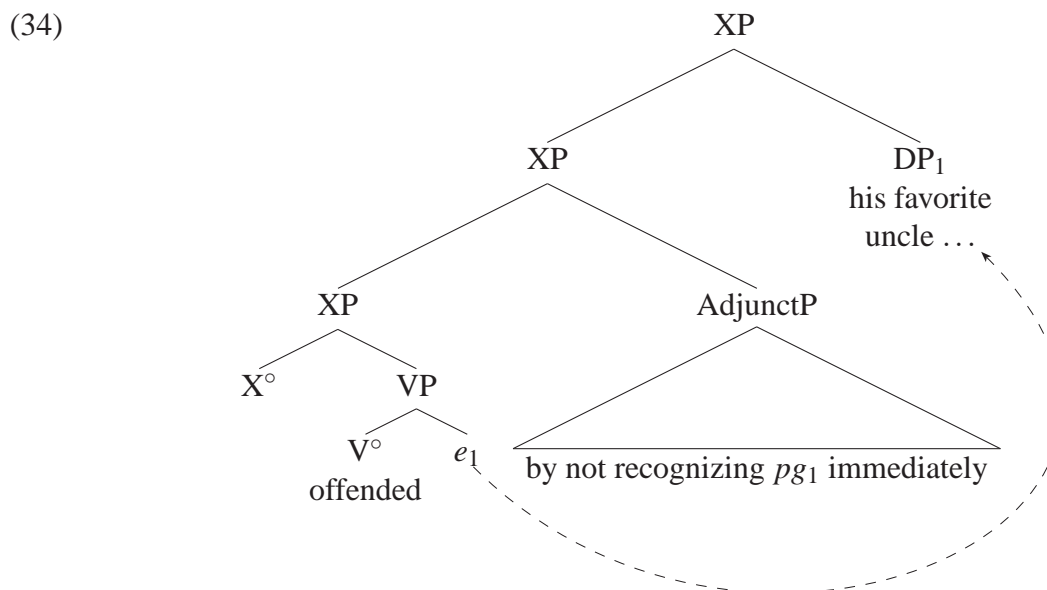 (34)
XP
XP
DP₁
his favorite
uncle …
XP
AdjunctP
X°
VP
V°
e₁
by not recognizing pg₁ immediately
offended